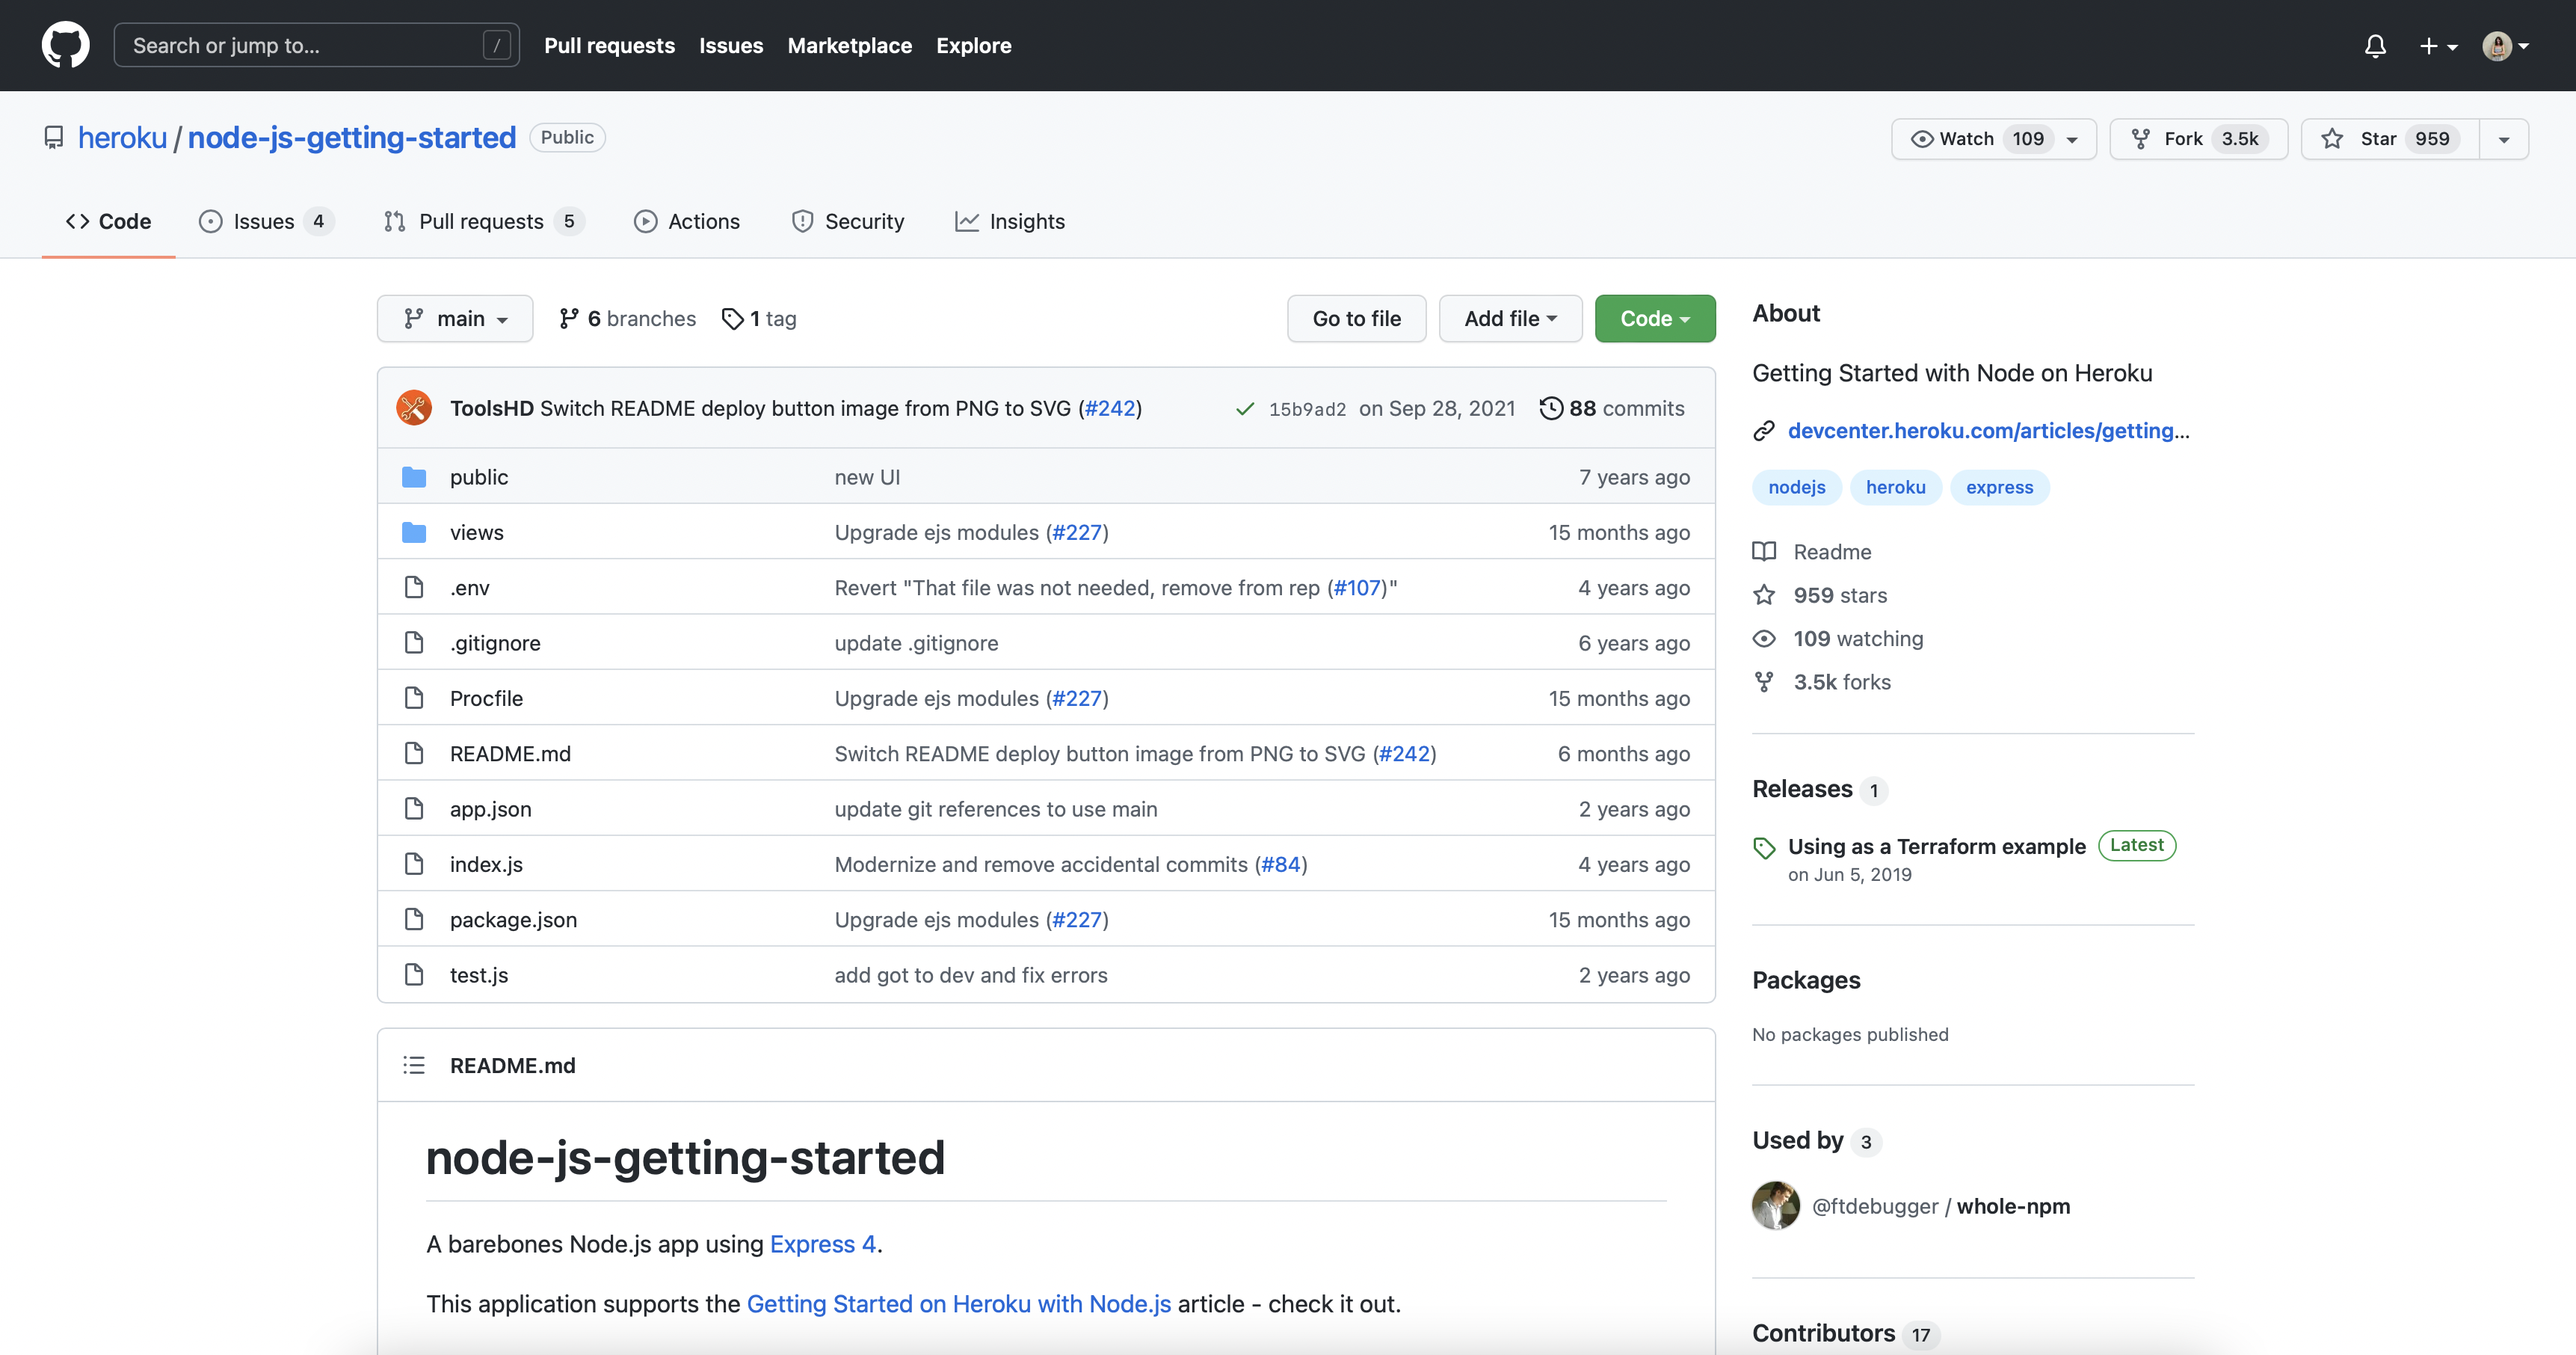 Search or jump to... /
Pull requests Issues Marketplace Explore
heroku / node-js-getting-started Public
Watch 109
Fork 3.5k
Star 959
Code
Issues 4
Pull requests 5
Actions
Security
Insights
main 6 branches 1 tag
Go to file Add file Code
ToolsHD Switch README deploy button image from PNG to SVG (#242) 15b9ad2 on Sep 28, 2021 88 commits
public new UI 7 years ago
views Upgrade ejs modules (#227) 15 months ago
.env Revert "That file was not needed, remove from rep (#107)" 4 years ago
.gitignore update .gitignore 6 years ago
Procfile Upgrade ejs modules (#227) 15 months ago
README.md Switch README deploy button image from PNG to SVG (#242) 6 months ago
app.json update git references to use main 2 years ago
index.js Modernize and remove accidental commits (#84) 4 years ago
package.json Upgrade ejs modules (#227) 15 months ago
test.js add got to dev and fix errors 2 years ago
README.md
node-js-getting-started
A barebones Node.js app using Express 4.
This application supports the Getting Started on Heroku with Node.js article - check it out.
About
Getting Started with Node on Heroku
devcenter.heroku.com/articles/getting...
nodejs heroku express
Readme
959 stars
109 watching
3.5k forks
Releases 1
Using as a Terraform example Latest
on Jun 5, 2019
Packages
No packages published
Used by 3
@ftdebugger / whole-npm
Contributors 17